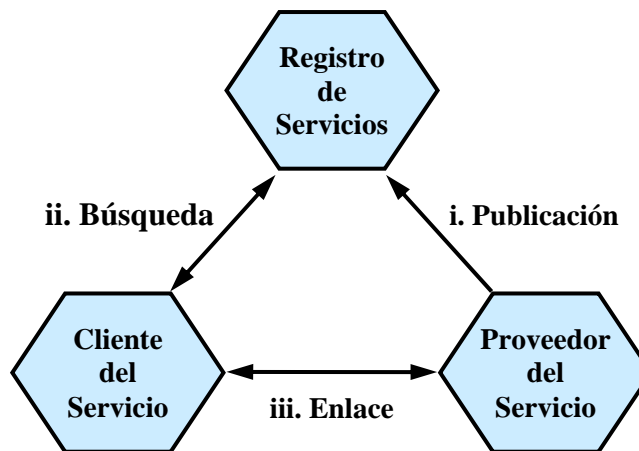 Registro
de
Servicios
ii. Búsqueda
i. Publicación
Cliente
del
Servicio
Proveedor
del
Servicio
iii. Enlace